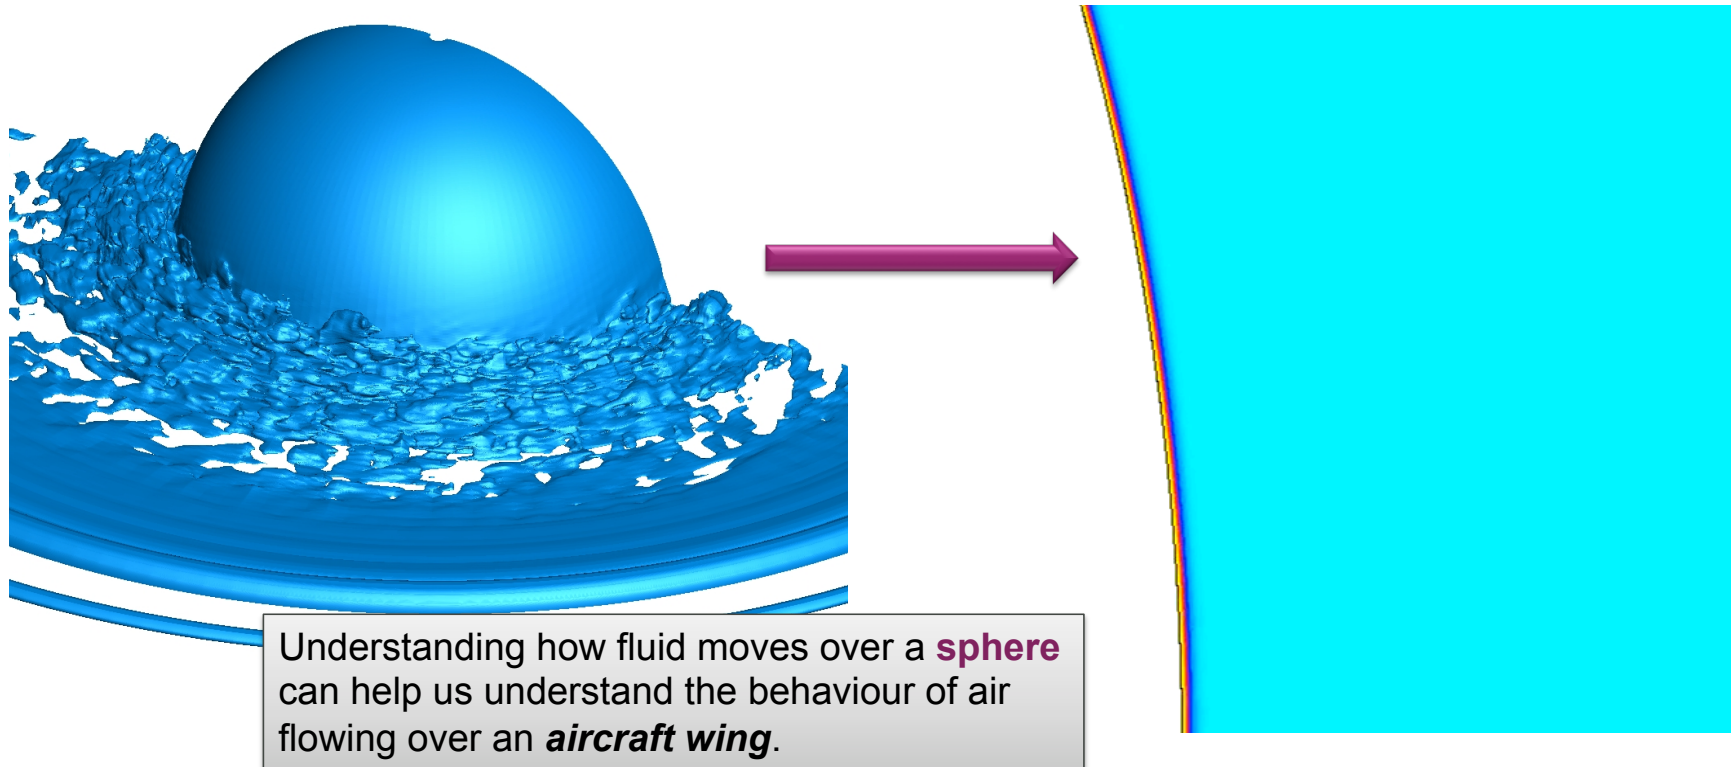 Understanding how fluid moves over a sphere
can help us understand the behaviour of air
flowing over an aircraft wing.